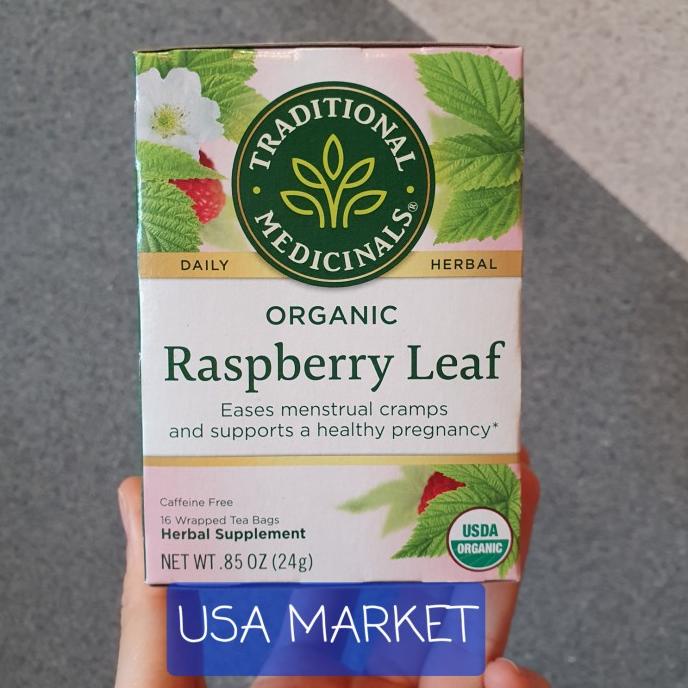 TRADITIONAL
MEDICINALS®
DAILY
HERBAL
ORGANIC
Raspberry Leaf
Eases menstrual cramps
and supports a healthy pregnancy*
Caffeine Free
16 Wrapped Tea Bags
Herbal Supplement
NET WT .85 OZ (24g)
USDA
ORGANIC
USA MARKET